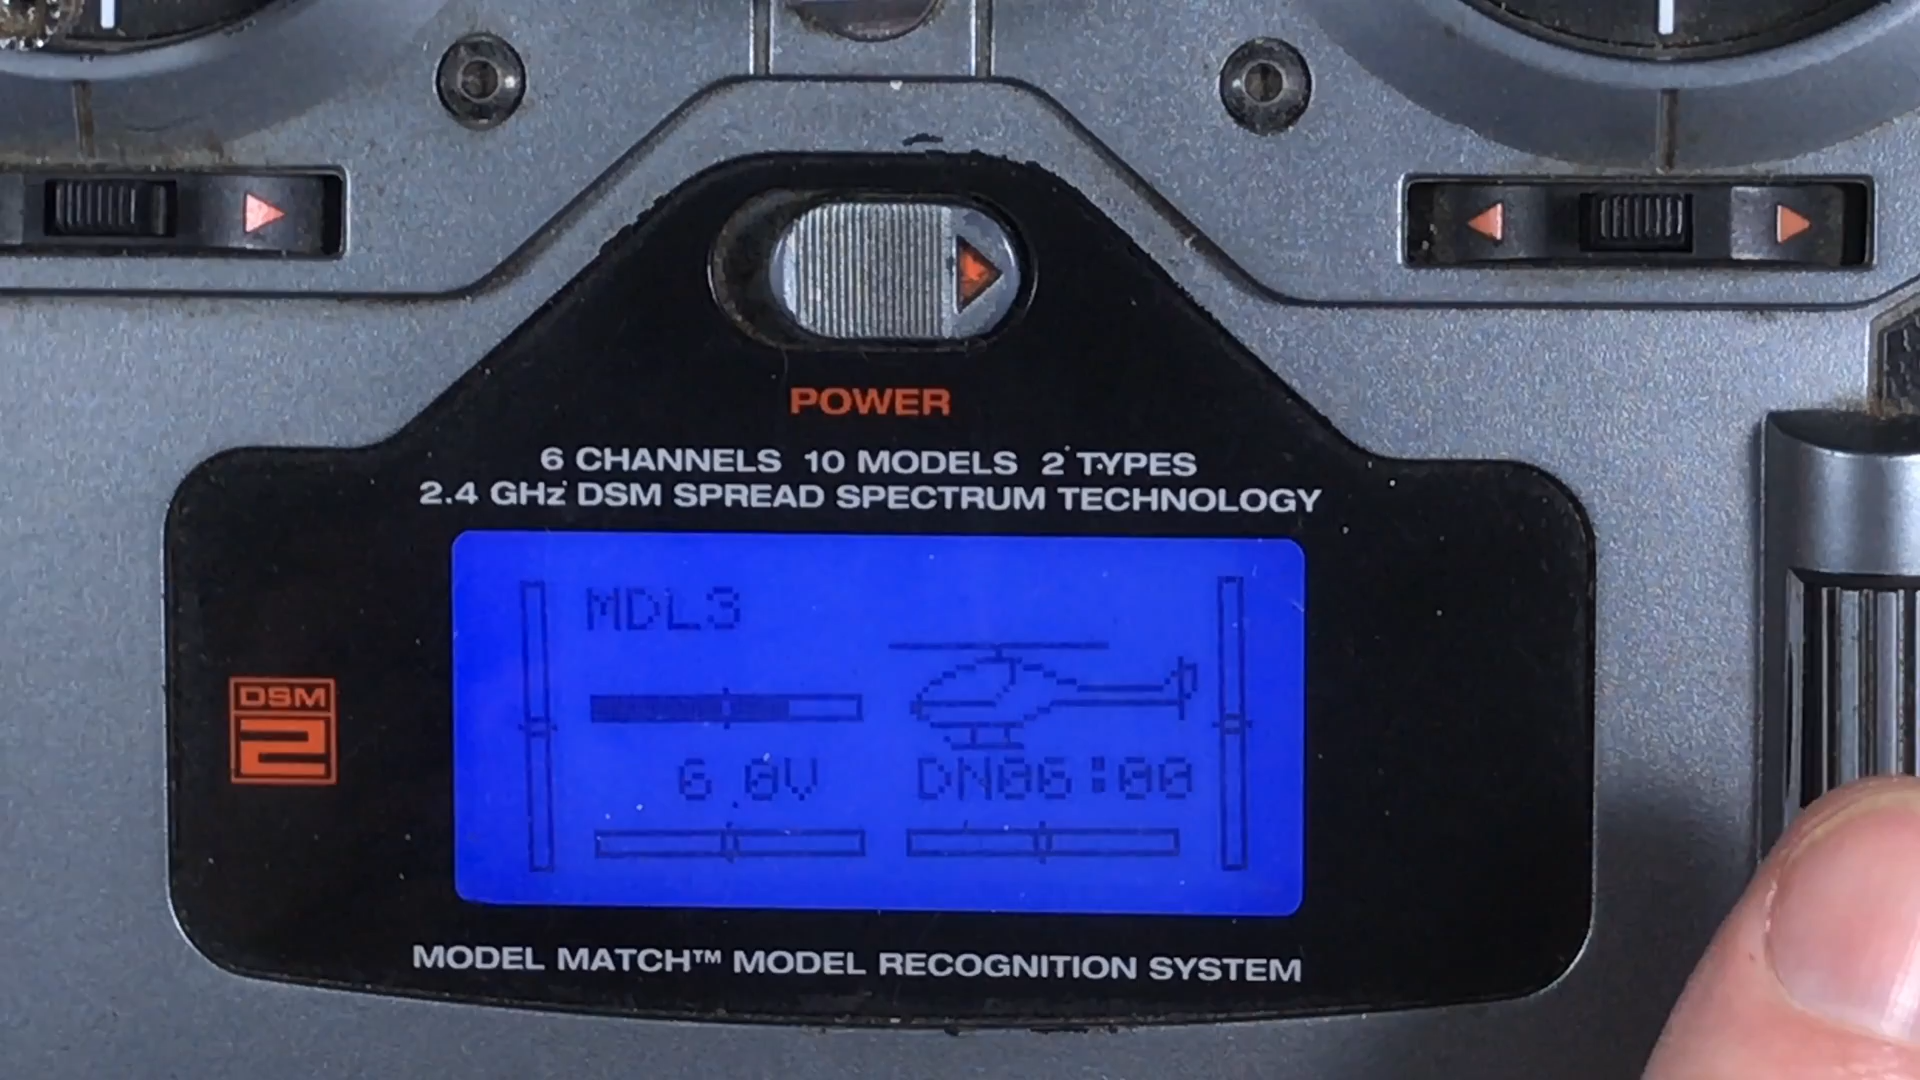 POWER
6 CHANNELS 10 MODELS 2 TYPES
2.4 GHz DSM SPREAD SPECTRUM TECHNOLOGY
MDL3
6.0V DN06:00
DSM
2
MODEL MATCH™ MODEL RECOGNITION SYSTEM